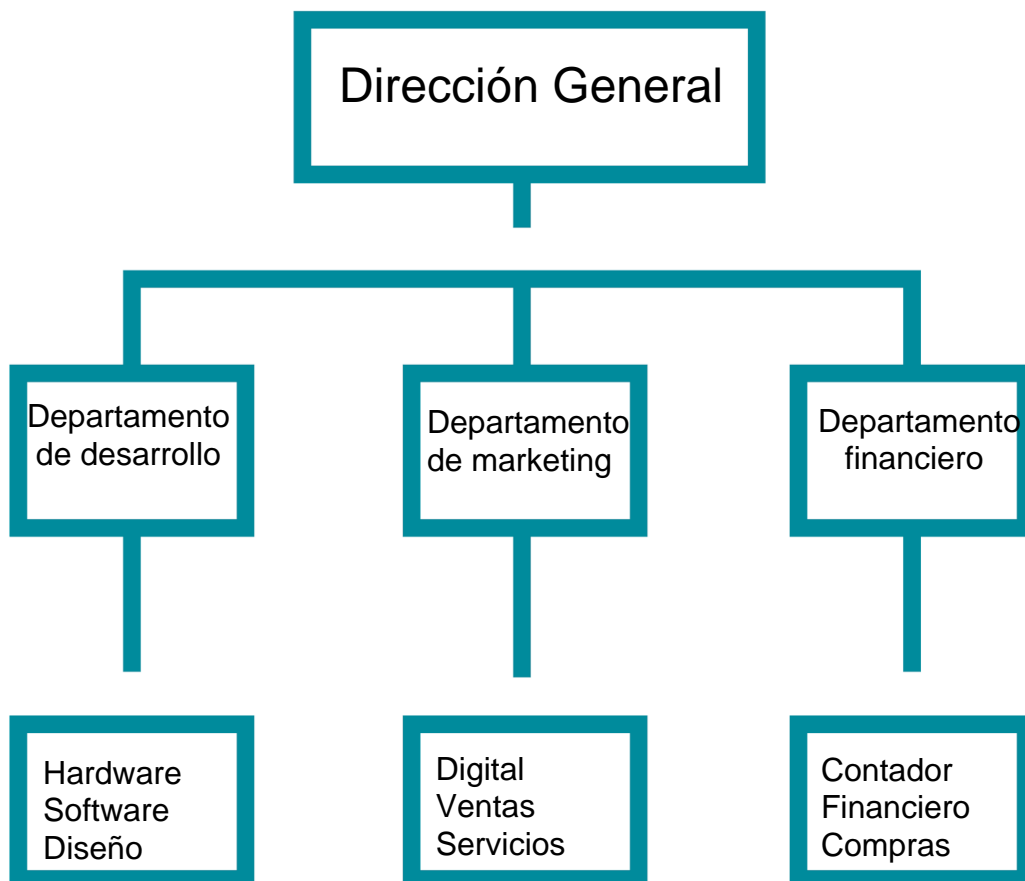 Dirección General
Departamento
de desarrollo
Departamento
de marketing
Departamento
financiero
Hardware
Software
Diseño
Digital
Ventas
Servicios
Contador
Financiero
Compras